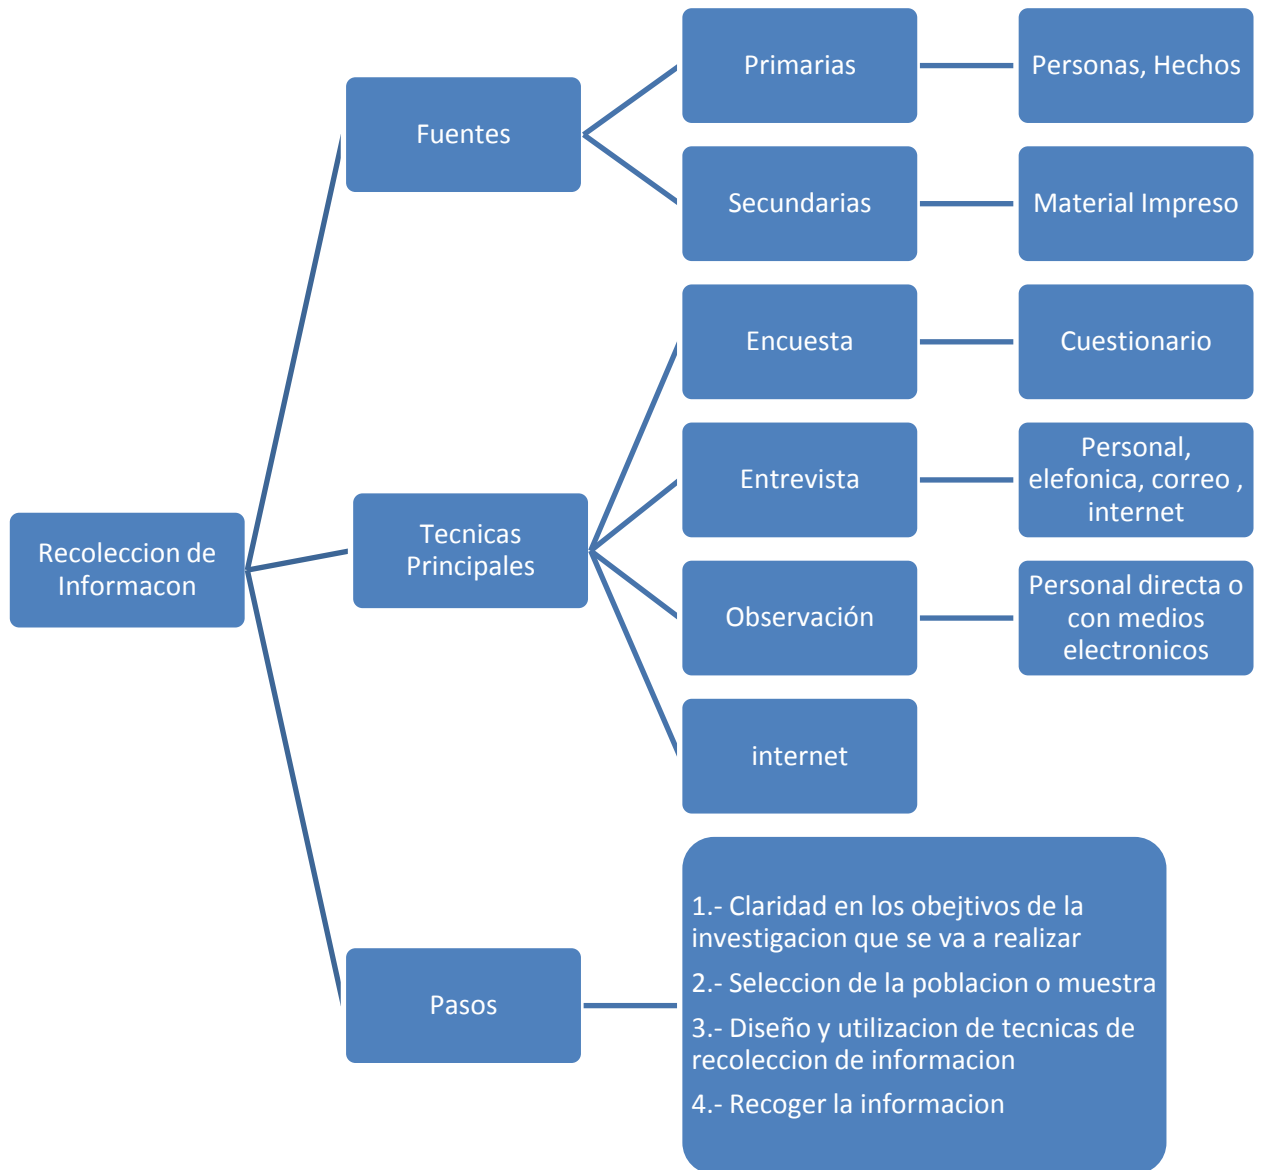 Recoleccion de
Informacon
Fuentes
Primarias
Personas, Hechos
Secundarias
Material Impreso
Tecnicas
Principales
Encuesta
Cuestionario
Entrevista
Personal,
elefonica, correo ,
internet
Observación
Personal directa o
con medios
electronicos
internet
Pasos
1.- Claridad en los obejtivos de la
investigacion que se va a realizar
2.- Seleccion de la poblacion o muestra
3.- Diseño y utilizacion de tecnicas de
recoleccion de informacion
4.- Recoger la informacion